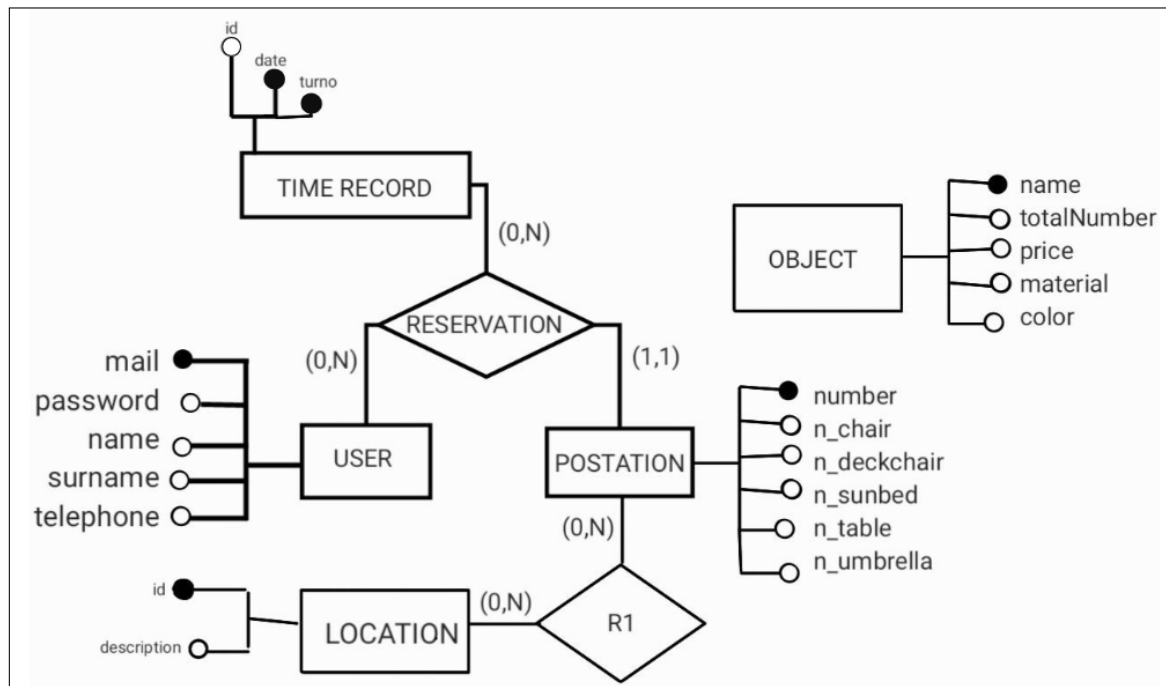 id
date
turno
TIME RECORD
(0,N)
name
totalNumber
price
material
color
OBJECT
RESERVATION
(0,N)
(1,1)
mail
password
name
surname
telephone
USER
POSTATION
number
n_chair
n_deckchair
n_sunbed
n_table
n_umbrella
(0,N)
id
description
LOCATION
(0,N)
R1